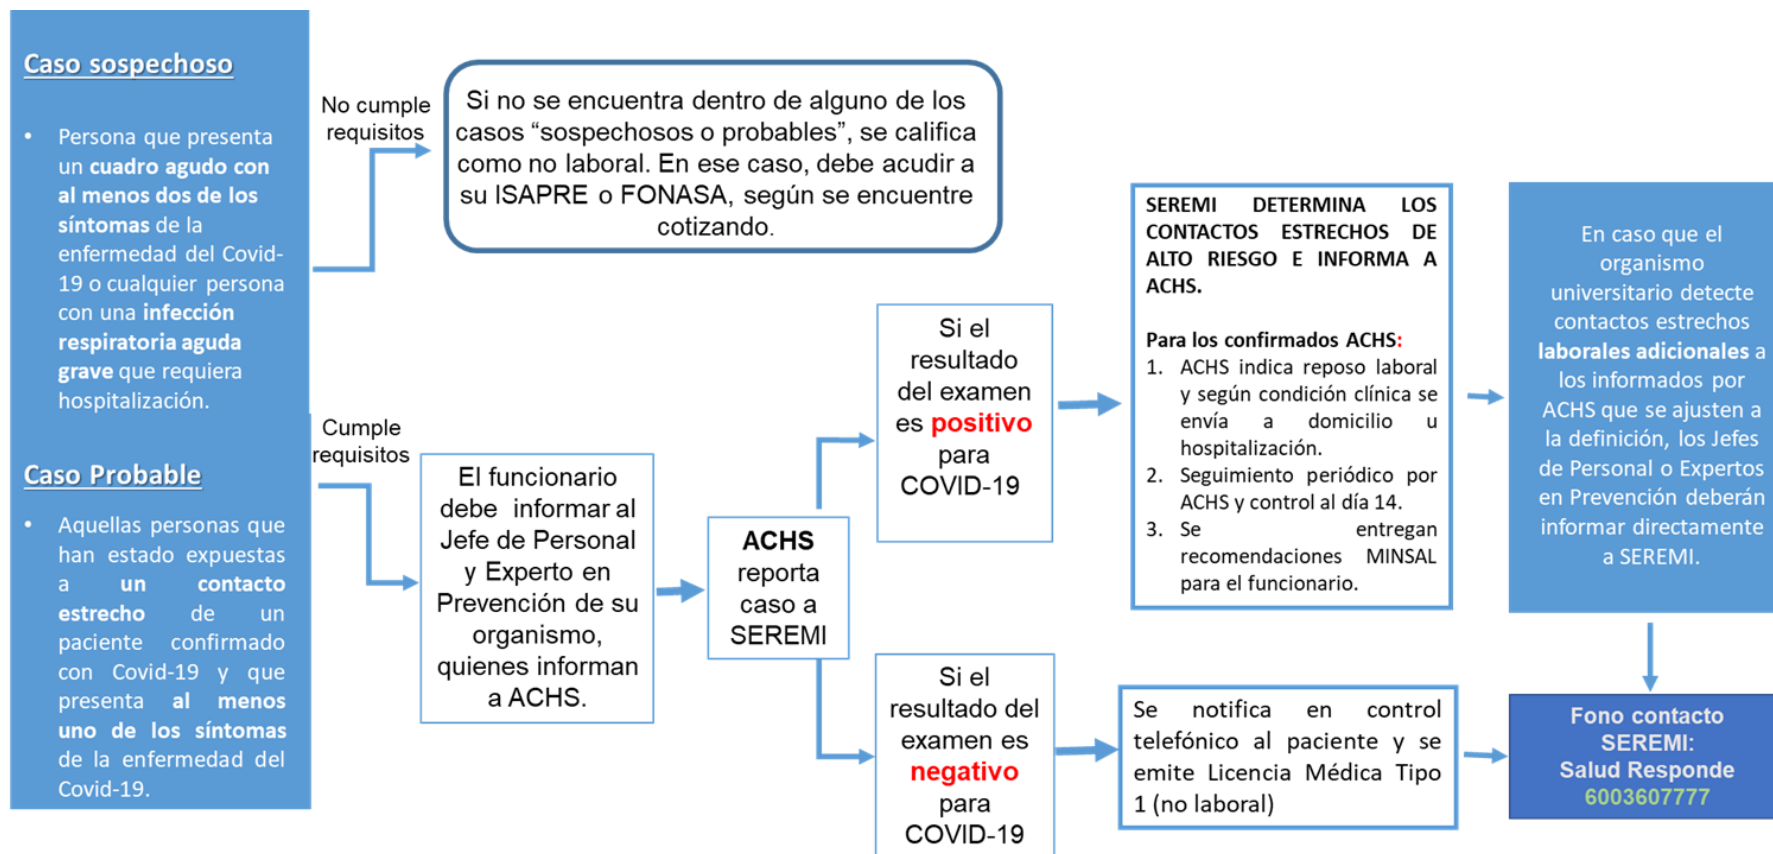 Caso sospechoso
• Persona que presenta
un cuadro agudo con
al menos dos de los
síntomas de la
enfermedad del Covid-
19 o cualquier persona
con una infección
respiratoria aguda
grave que requiera
hospitalización.
Caso Probable
• Aquellas personas que
han estado expuestas
a un contacto
estrecho de un
paciente confirmado
con Covid-19 y que
presenta al menos
uno de los síntomas
de la enfermedad del
Covid-19.
No cumple
requisitos
Si no se encuentra dentro de alguno de los
casos “sospechosos o probables”, se califica
como no laboral. En ese caso, debe acudir a
su ISAPRE o FONASA, según se encuentre
cotizando.
Cumple
requisitos
El funcionario
debe informar al
Jefe de Personal
y Experto en
Prevención de su
organismo,
quienes informan
a ACHS.
ACHS
reporta
caso a
SEREMI
Si el
resultado
del examen
es positivo
para
COVID-19
SEREMI DETERMINA LOS
CONTACTOS ESTRECHOS DE
ALTO RIESGO E INFORMA A
ACHS.
Para los confirmados ACHS:
1. ACHS indica reposo laboral
y según condición clínica se
envía a domicilio u
hospitalización.
2. Seguimiento periódico por
ACHS y control al día 14.
3. Se entregan
recomendaciones MINSAL
para el funcionario.
En caso que el
organismo
universitario detecte
contactos estrechos
laborales adicionales a
los informados por
ACHS que se ajusten a
la definición, los Jefes
de Personal o Expertos
en Prevención deberán
informar directamente
a SEREMI.
Si el
resultado del
examen es
negativo
para
COVID-19
Se notifica en control
telefónico al paciente y se
emite Licencia Médica Tipo
1 (no laboral)
Fono contacto
SEREMI:
Salud Responde
6003607777